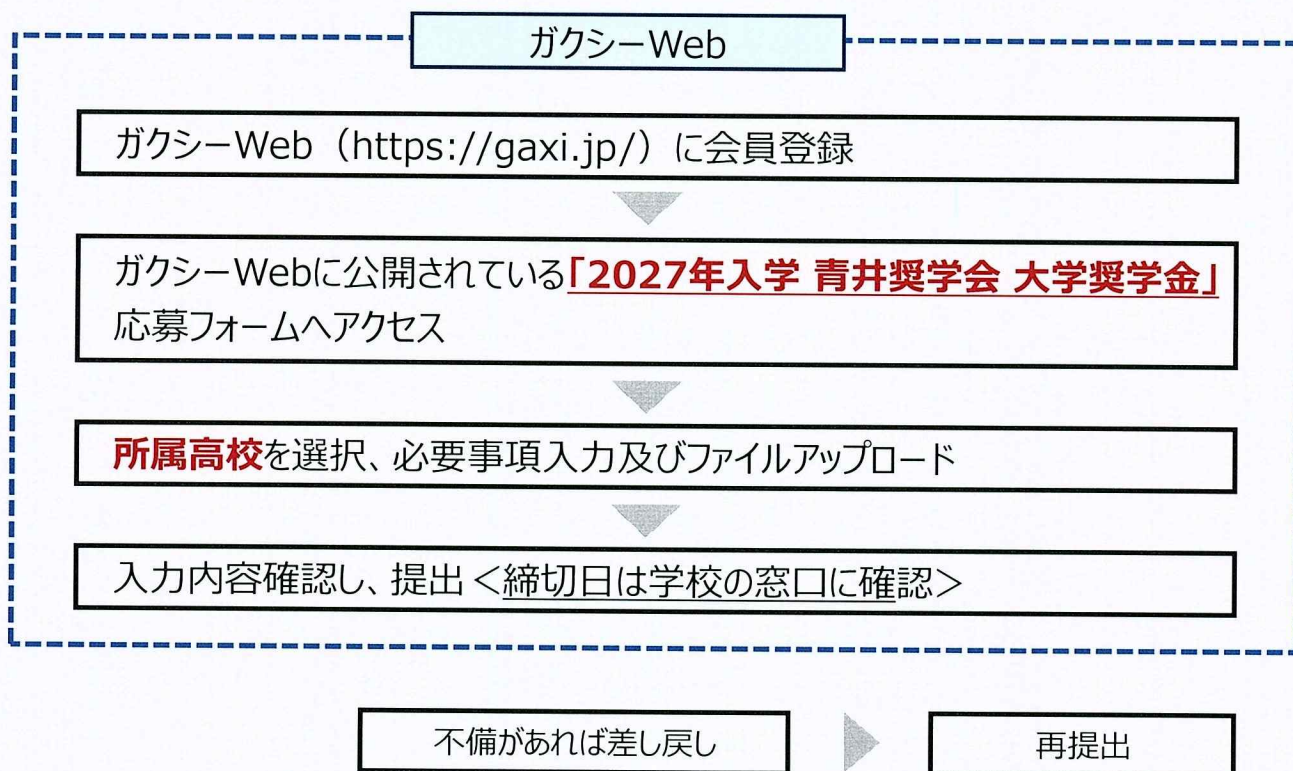 ガクシーWeb
ガクシーWeb（https://gaxi.jp/）に会員登録
ガクシーWebに公開されている「2027年入学 青井奨学会 大学奨学金」
応募フォームへアクセス
所属高校を選択、必要事項入力及びファイルアップロード
入力内容確認し、提出＜締切日は学校の窓口に確認＞
不備があれば差し戻し
再提出